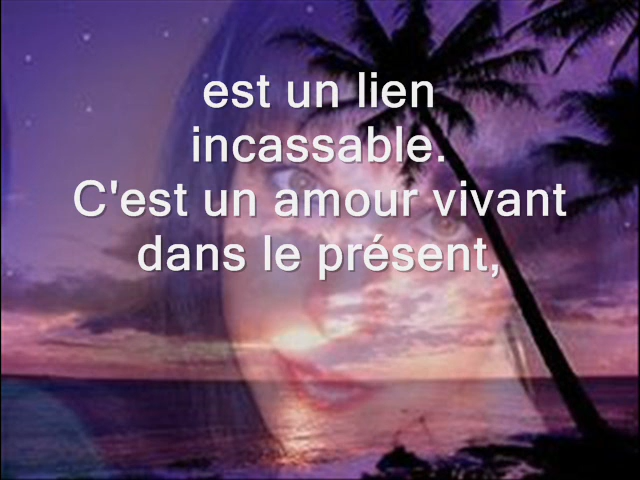 est un lien
incassable.
C'est un amour vivant
dans le présent,